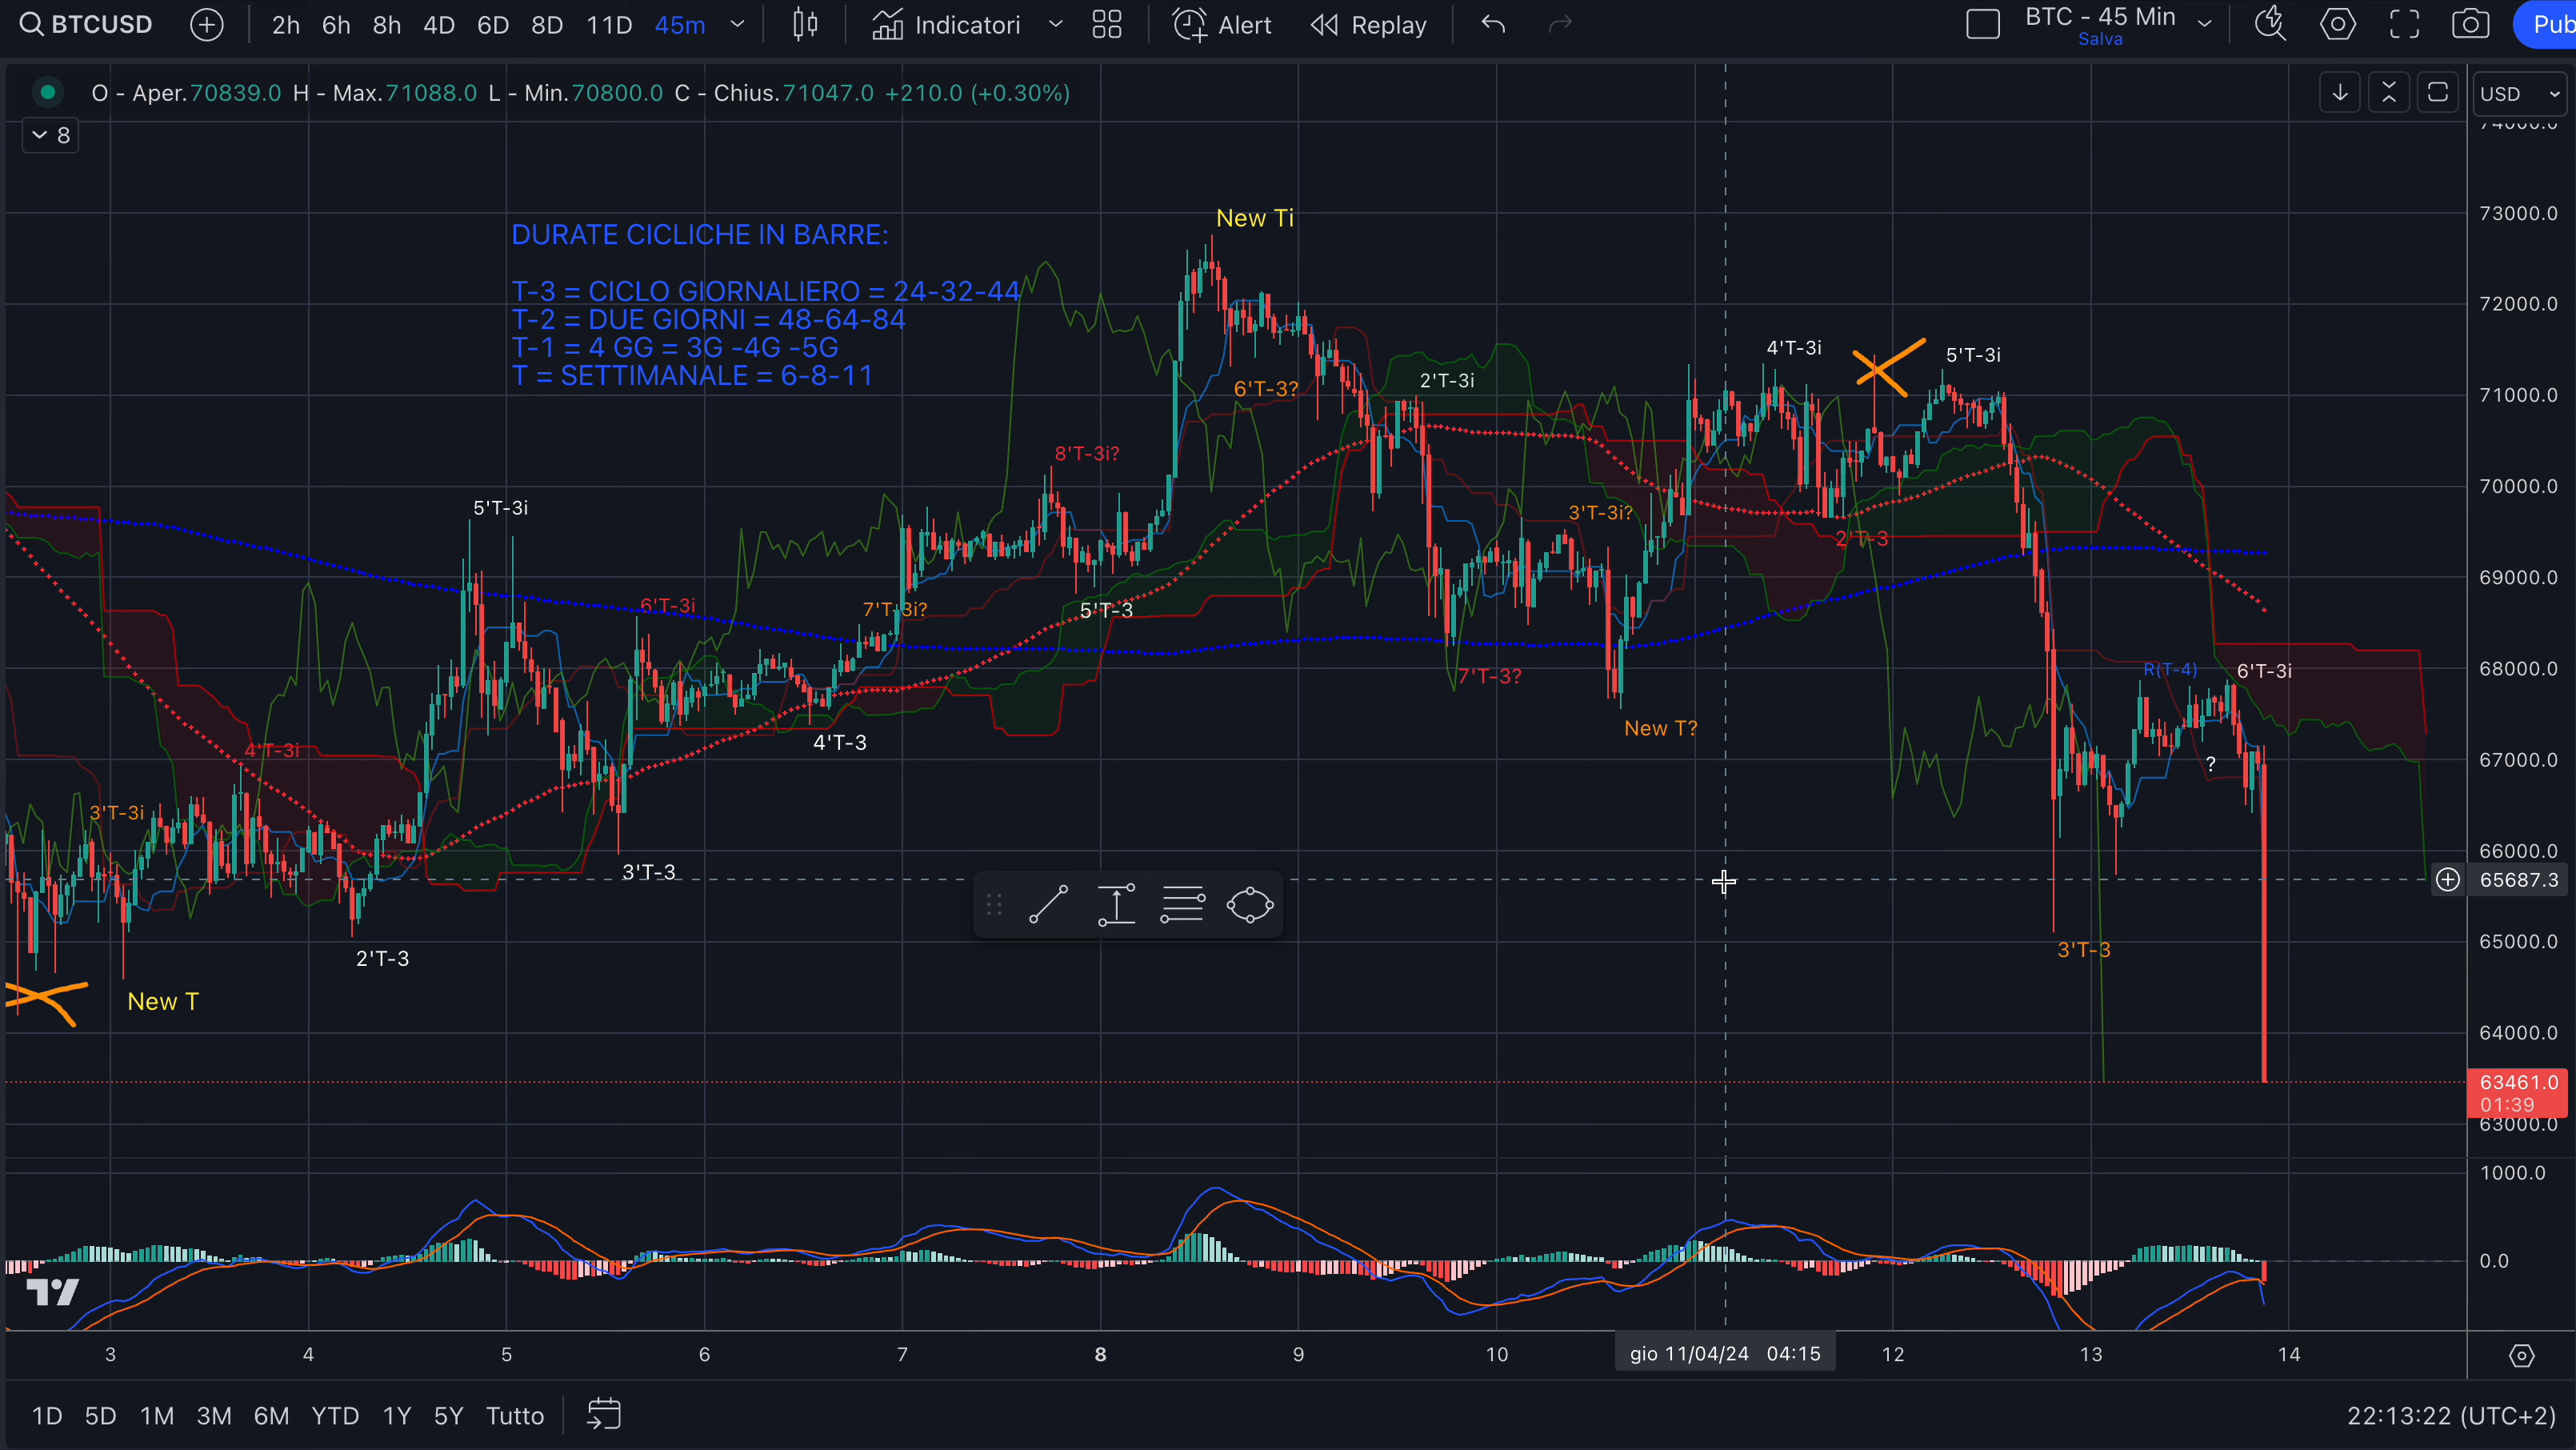 BTCUSD 2h 6h 8h 4D 6D 8D 11D 45m Indicatori Alert Replay BTC - 45 Min
Salva
O - Aper.70839.0 H - Max.71088.0 L - Min.70800.0 C - Chius.71047.0 +210.0 (+0.30%)
USD
8
73000.0
New Ti
DURATE CICLICHE IN BARRE:
T-3 = CICLO GIORNALIERO = 24-32-44
72000.0
T-2 = DUE GIORNI = 48-64-84
T-1 = 4 GG = 3G -4G -5G
T = SETTIMANALE = 6-8-11
4'T-3i
5'T-3i
2'T-3i
6'T-3?
71000.0
8'T-3i?
70000.0
5'T-3i
3'T-3i?
2'T-3
69000.0
6'T-3i
7'T-3i?
5'T-3
68000.0
R(T-4)
6'T-3i
7'T-3?
New T?
4'T-3
4'T-3i
67000.0
?
3'T-3i
66000.0
3'T-3
65687.3
65000.0
3'T-3
2'T-3
New T
64000.0
63461.0
01:39
63000.0
1000.0
0.0
3 4 5 6 7 8 9 10 gio 11/04/24 04:15 12 13 14
1D 5D 1M 3M 6M YTD 1Y 5Y Tutto 22:13:22 (UTC+2)